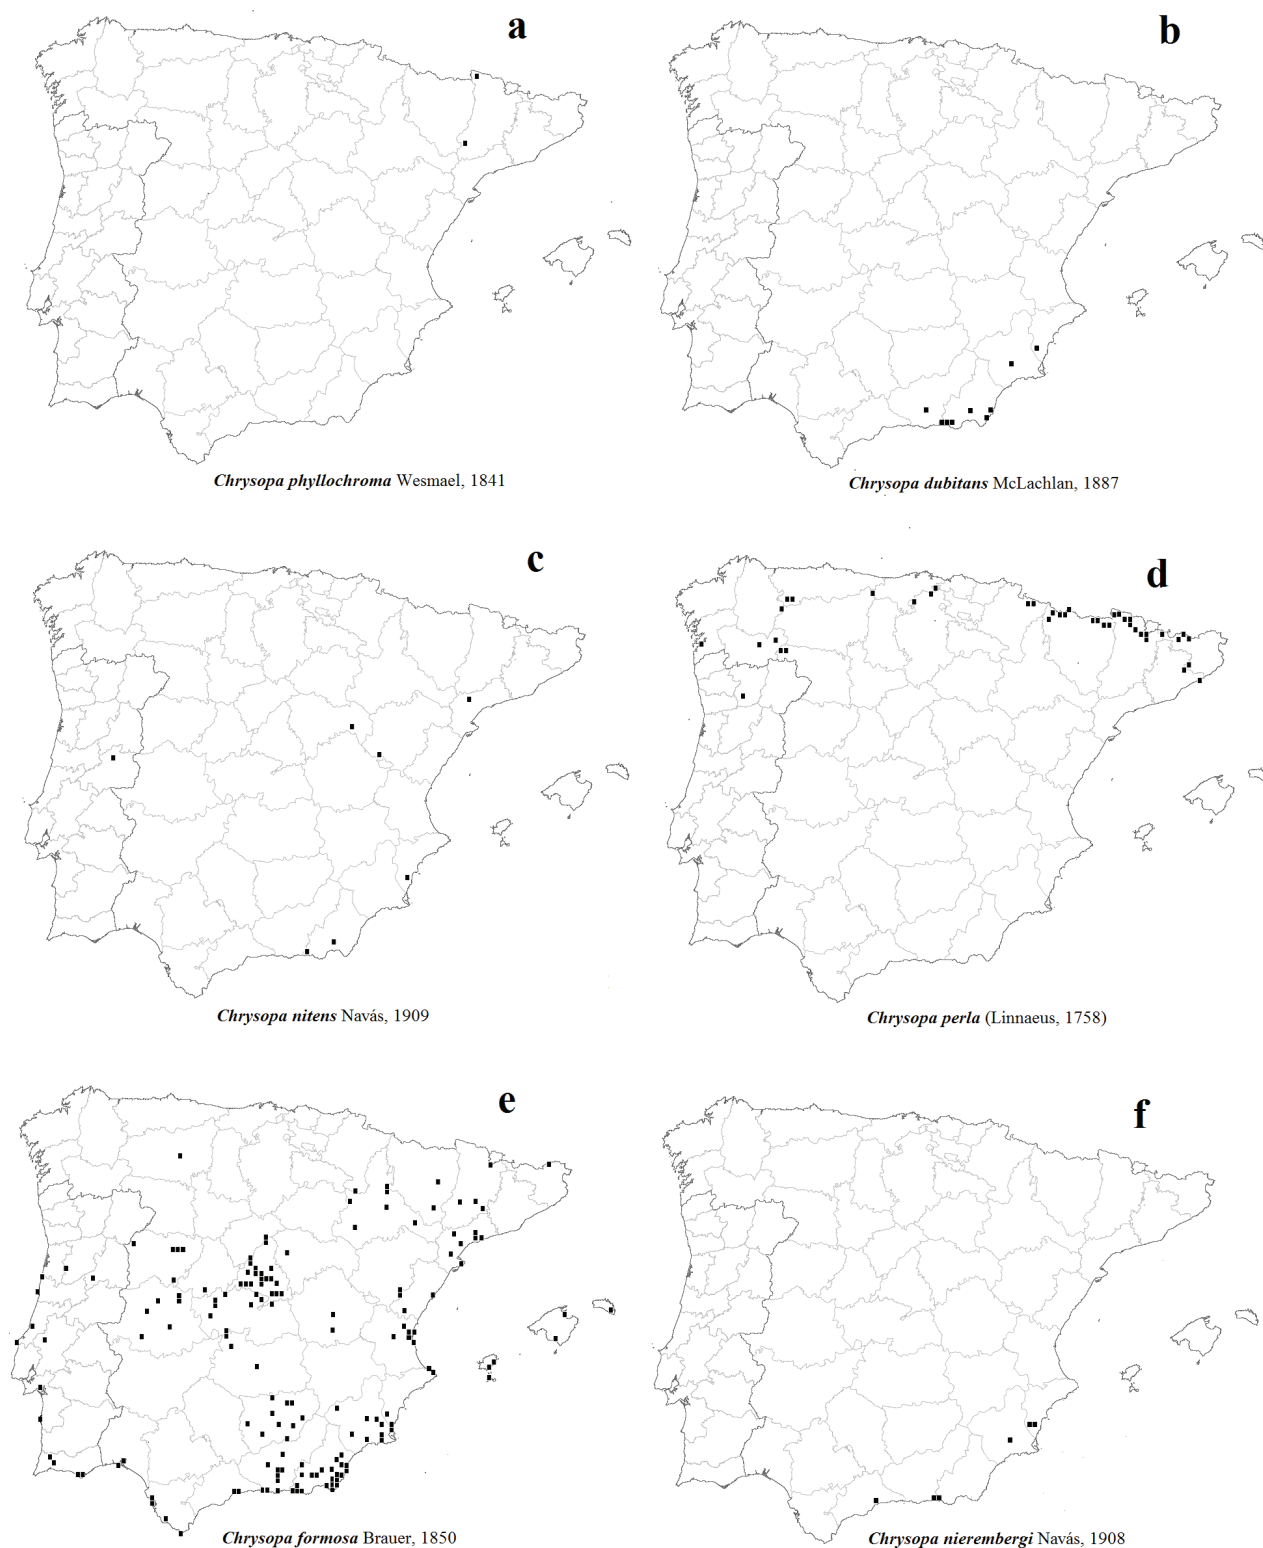 a
b
Chrysopa phyllochroma Wesmael, 1841
Chrysopa dubitans McLachlan, 1887
c
d
Chrysopa nitens Navás, 1909
Chrysopa perla (Linnaeus, 1758)
e
f
Chrysopa formosa Brauer, 1850
Chrysopa nierembergi Navás, 1908